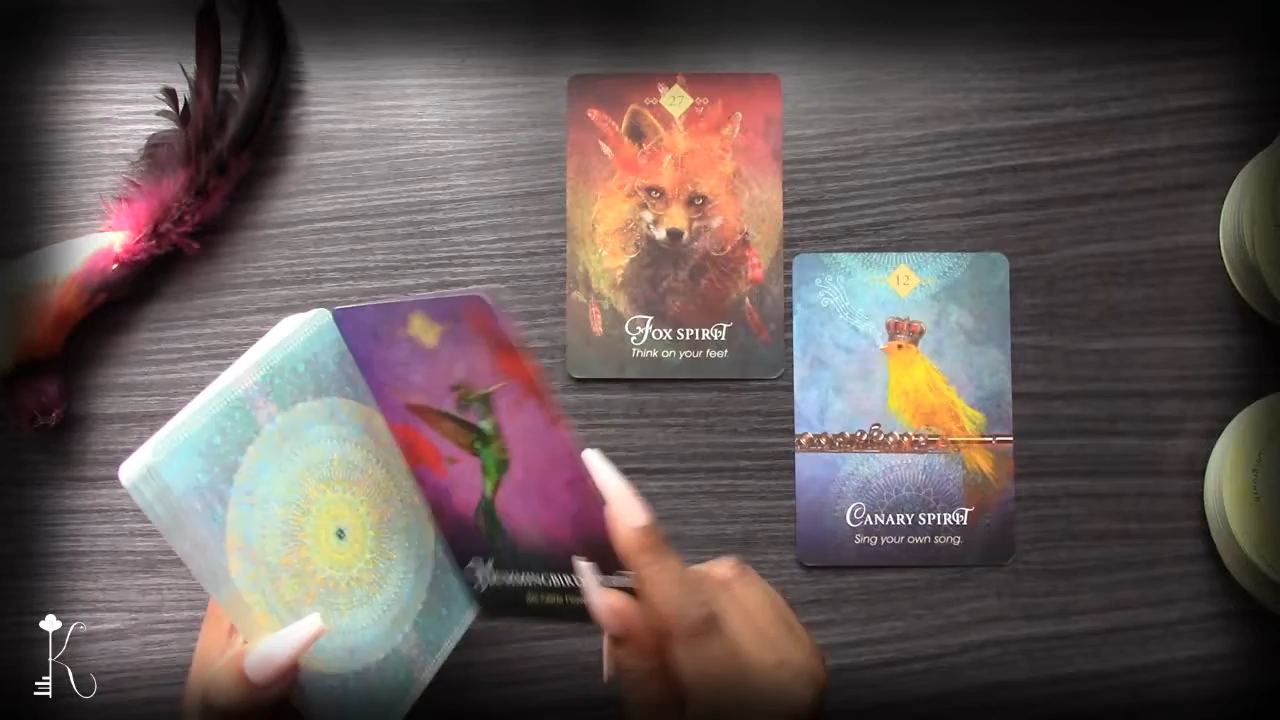 27
Fox Spirit
Think on your feet
12
Canary Spirit
Sing your own song.
K